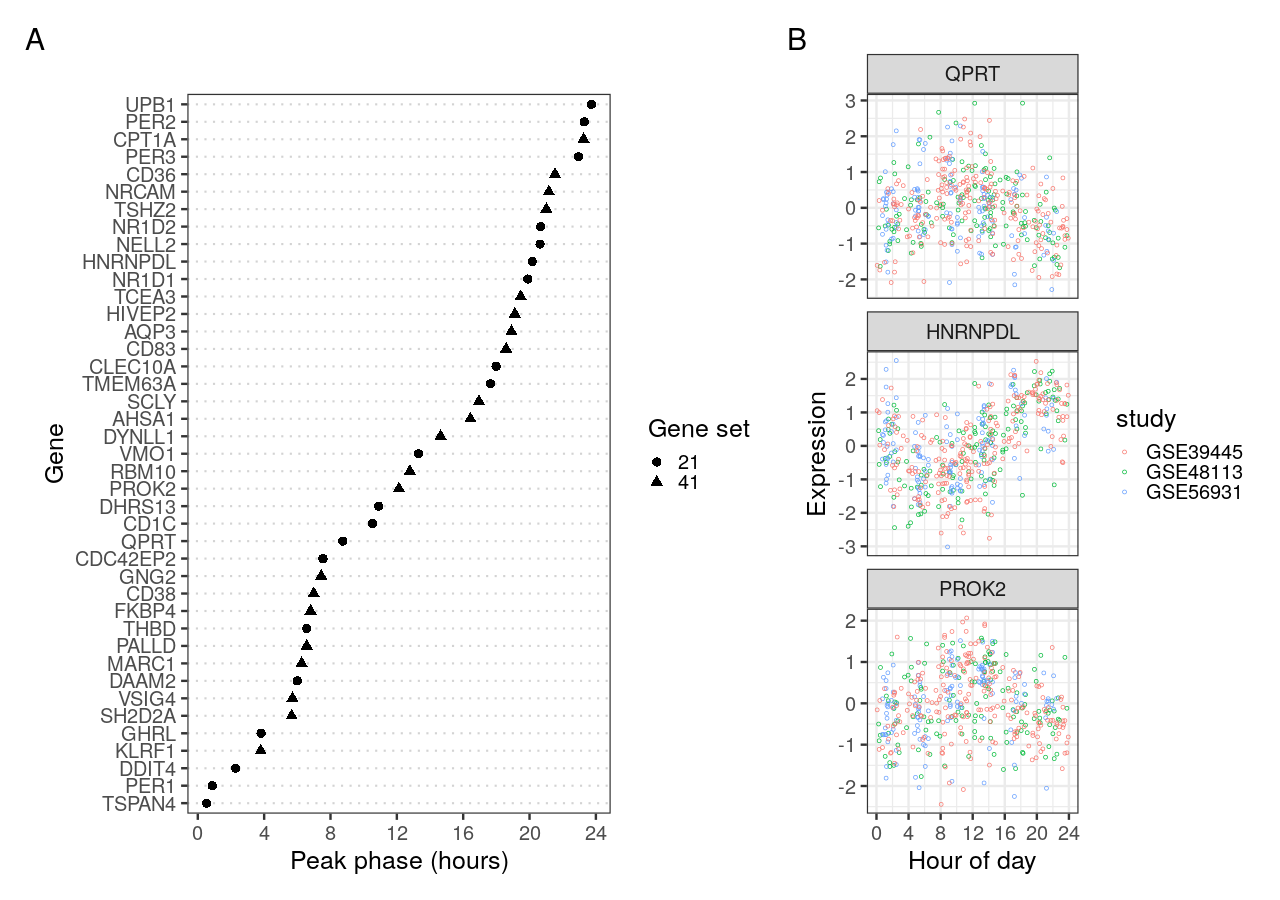 A
UPB1
PER2
CPT1A
PER3
CD36
NRCAM
TSHZ2
NR1D2
NELL2
HNRNPDL
NR1D1
TCEA3
HIVEP2
AQP3
CD83
CLEC10A
TMEM63A
SCLY
AHSA1
DYNLL1
VMO1
RBM10
PROK2
DHRS13
CD1C
QPRT
CDC42EP2
GNG2
CD38
FKBP4
THBD
PALLD
MARC1
DAAM2
VSIG4
SH2D2A
GHRL
KLRF1
DDIT4
PER1
TSPAN4
Gene
0 4 8 12 16 20 24
Peak phase (hours)
Gene set
21
41
B
QPRT
3
2
1
0
-1
-2
HNRNPDL
2
1
0
-1
-2
-3
PROK2
2
1
0
-1
-2
Expression
0 4 8 12 16 20 24
Hour of day
study
GSE39445
GSE48113
GSE56931